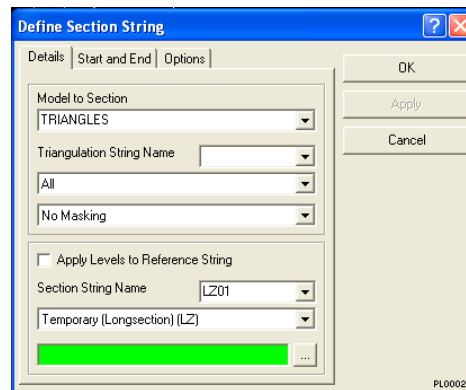 Define Section String
Details Start and End Options
OK
Apply
Cancel
Model to Section
TRIANGLES
Triangulation String Name
All
No Masking
Apply Levels to Reference String
Section String Name LZ01
Temporary (Longsection) (LZ)
...
PL0002